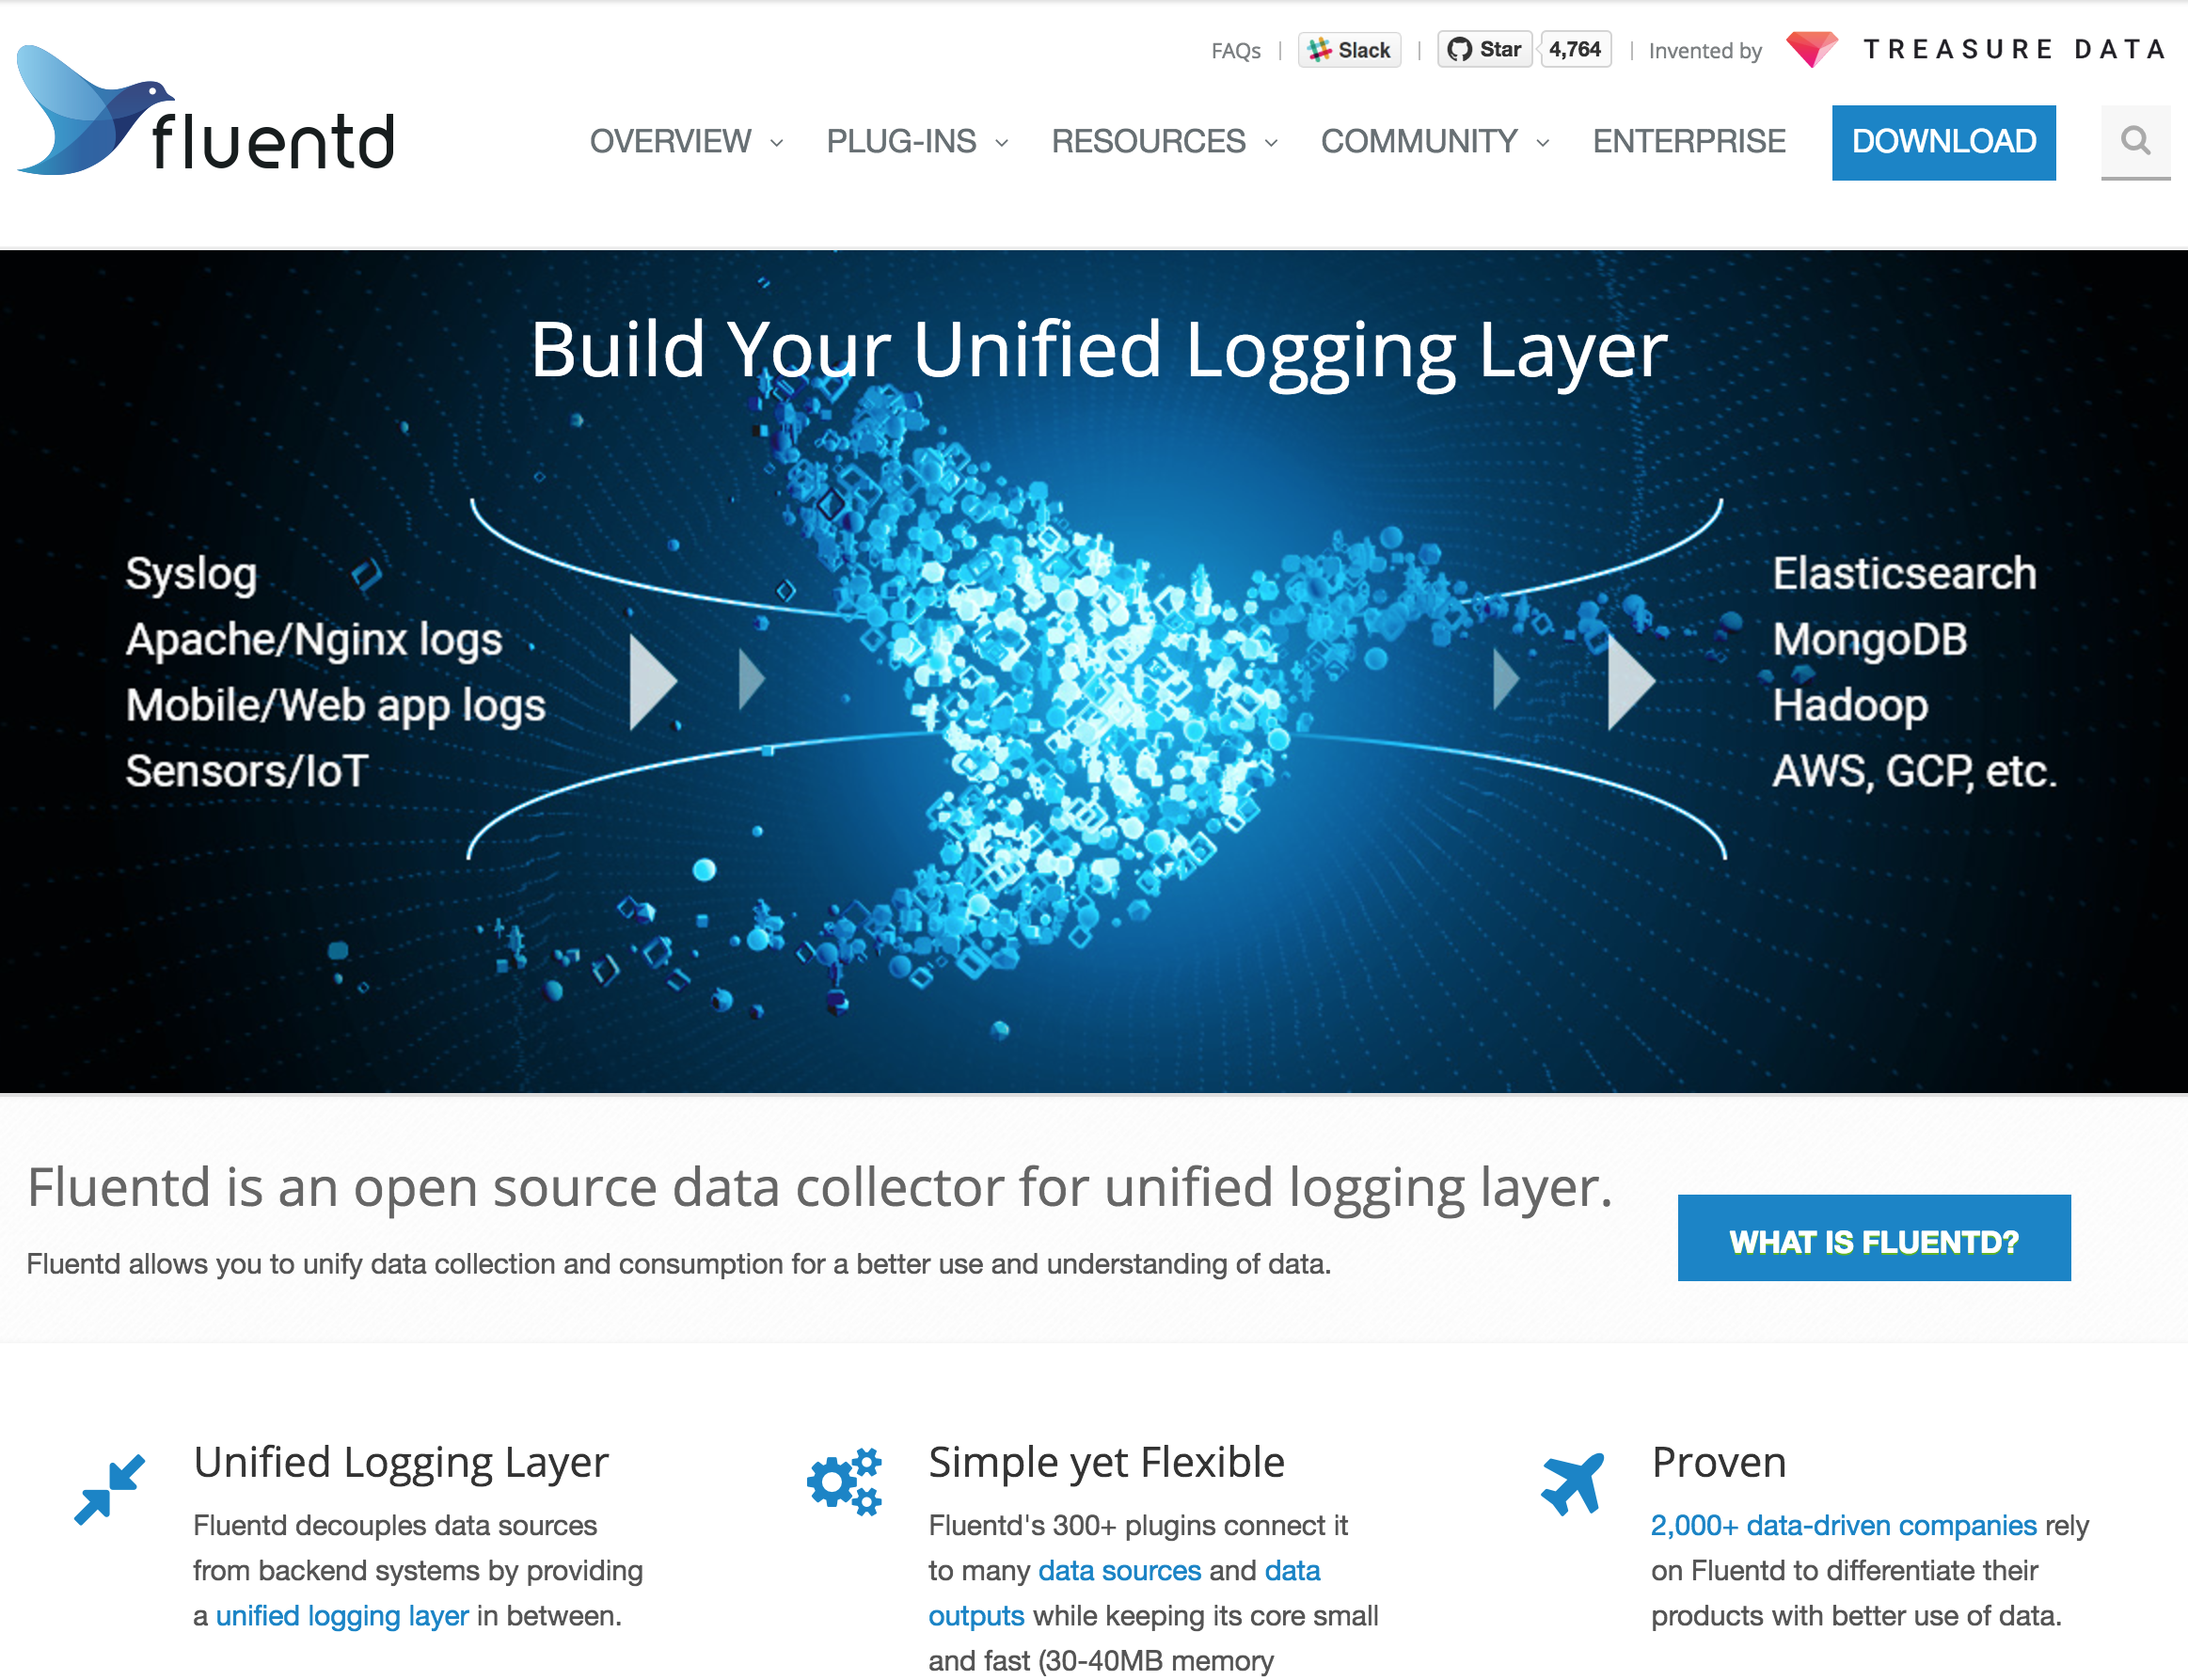 FAQs | Slack | Star 4,764 | Invented by TREASURE DATA
fluentd
OVERVIEW PLUG-INS RESOURCES COMMUNITY ENTERPRISE DOWNLOAD
Build Your Unified Logging Layer
Syslog
Apache/Nginx logs
Mobile/Web app logs
Sensors/IoT
Elasticsearch
MongoDB
Hadoop
AWS, GCP, etc.
Fluentd is an open source data collector for unified logging layer.
Fluentd allows you to unify data collection and consumption for a better use and understanding of data.
WHAT IS FLUENTD?
Unified Logging Layer
Fluentd decouples data sources
from backend systems by providing
a unified logging layer in between.
Simple yet Flexible
Fluentd's 300+ plugins connect it
to many data sources and data
outputs while keeping its core small
and fast (30-40MB memory
Proven
2,000+ data-driven companies rely
on Fluentd to differentiate their
products with better use of data.